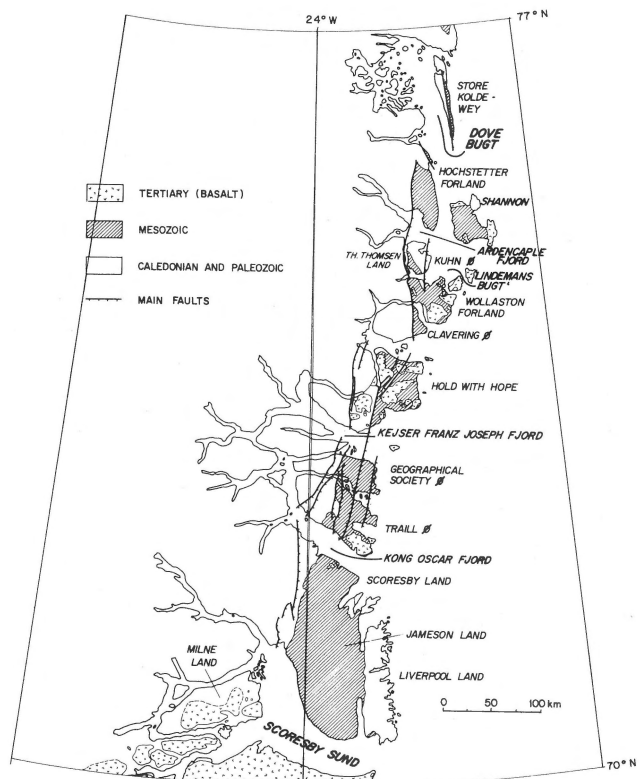 24° W
77° N
STORE
KOLDE -
WEY
DOVE
BUGT
HOCHSTETTER
FORLAND
SHANNON
ARDENCAPLE
FJORD
TH. THOMSEN
LAND
KUHN Ø
LINDEMANS
BUGT
WOLLASTON
FORLAND
CLAVERING Ø
HOLD WITH HOPE
KEJSER FRANZ JOSEPH FJORD
GEOGRAPHICAL
SOCIETY Ø
TRAILL Ø
KONG OSCAR FJORD
SCORESBY LAND
JAMESON LAND
MILNE
LAND
LIVERPOOL LAND
0 50 100 km
SCORESBY SUND
70° N
TERTIARY (BASALT)
MESOZOIC
CALEDONIAN AND PALEOZOIC
MAIN FAULTS